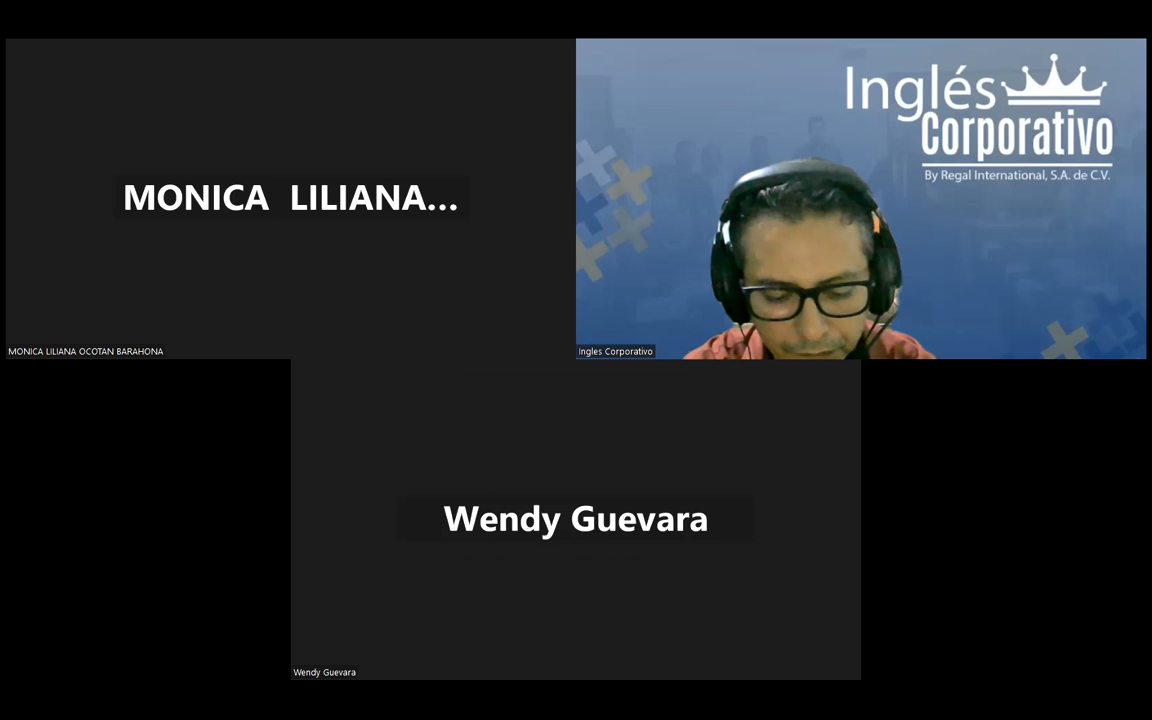 MONICA LILIANA...
MONICA LILIANA OCOTAN BARAHONA
Inglés
Corporativo
By Regal International, S.A. de C.V.
Ingles Corporativo
Wendy Guevara
Wendy Guevara